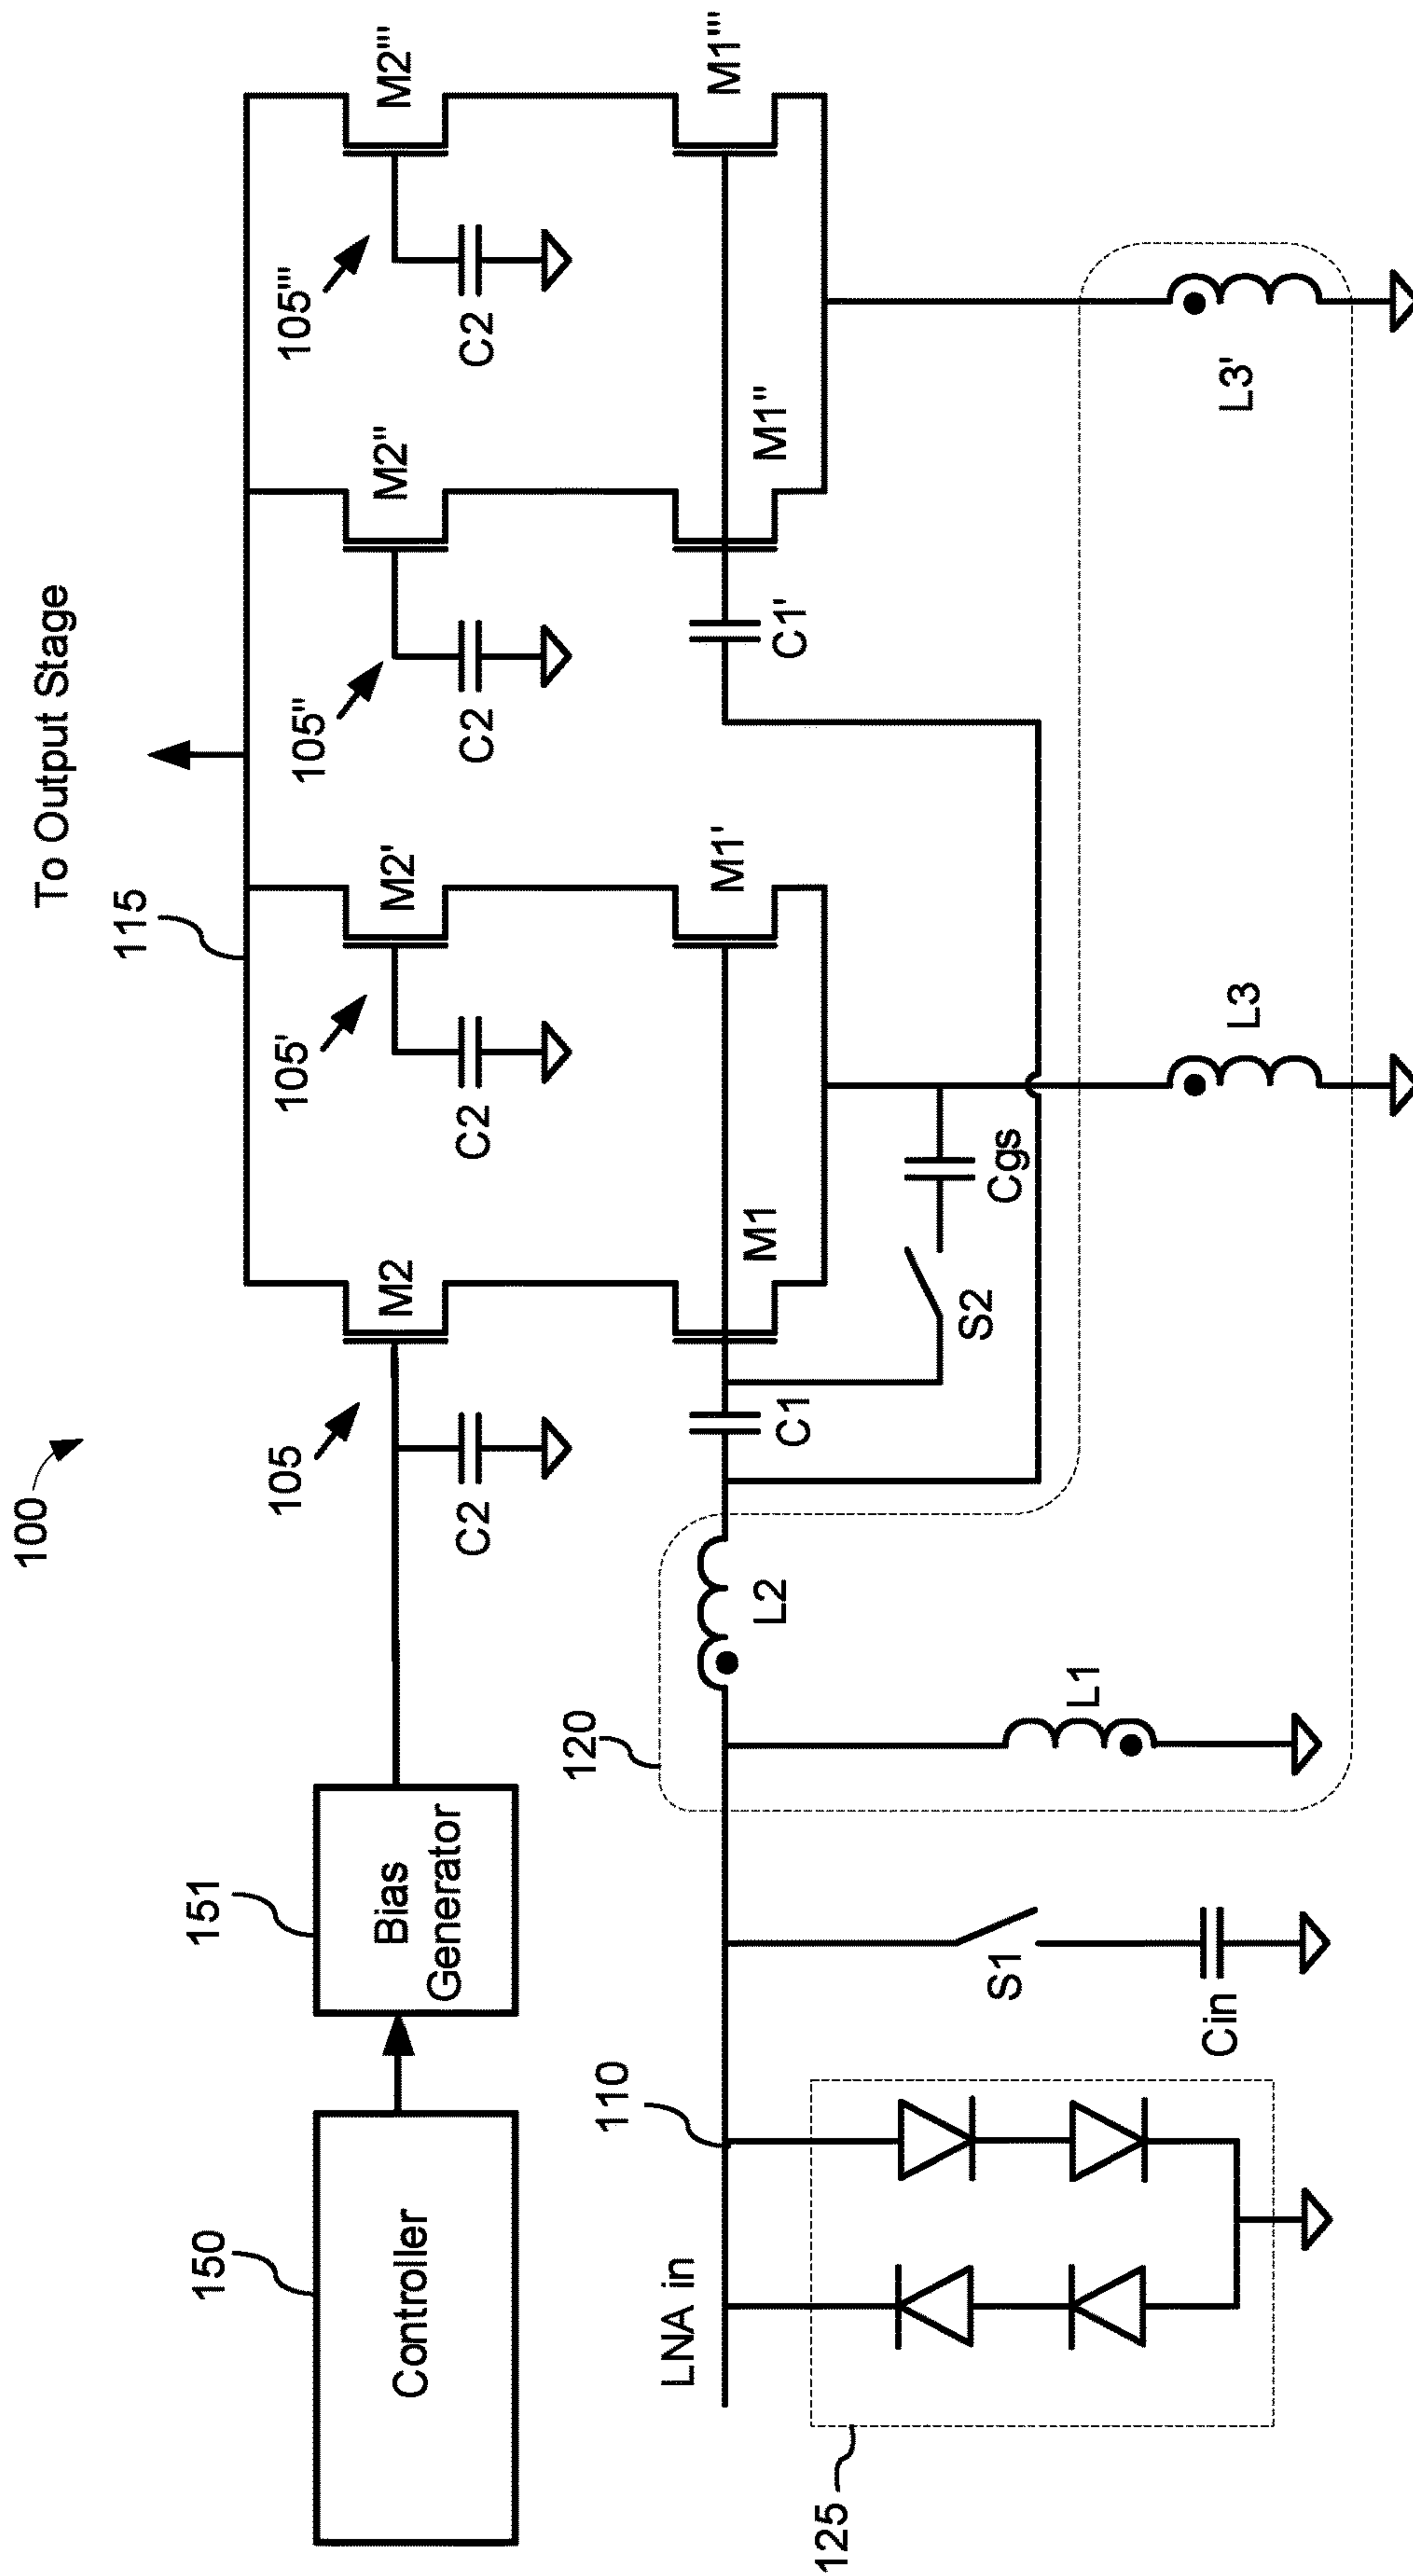 100
To Output Stage
115
150
Controller
151
Bias
Generator
105
M2
C2
105'
M2'
C2
105"
M2"
C2
105'"
M2'"
C2
LNA in
110
120
L2
C1
M1
M1'
C1'
M1"
M1'"
S2
Cgs
125
S1
Cin
L1
L3
L3'